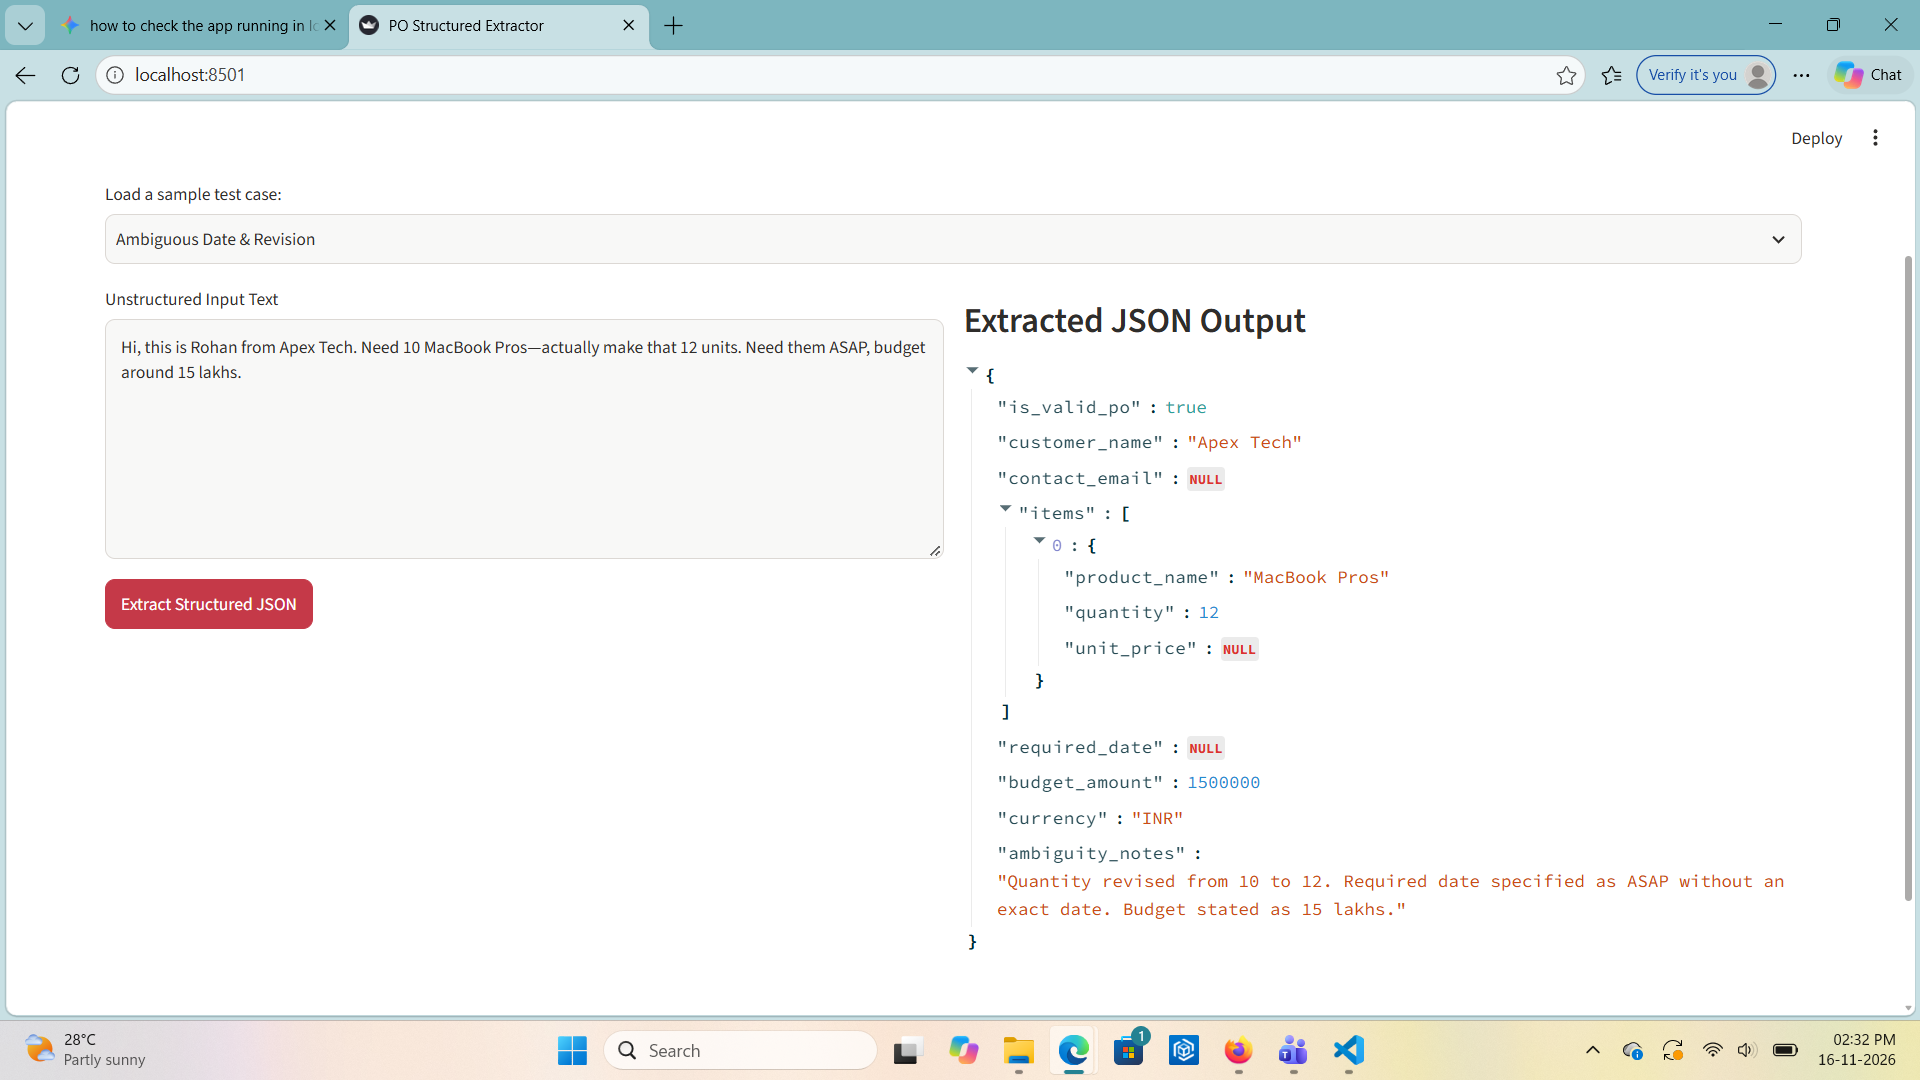 how to check the app running in lo
PO Structured Extractor
localhost:8501
Verify it's you
Chat
Deploy
Load a sample test case:
Ambiguous Date & Revision
Unstructured Input Text
Hi, this is Rohan from Apex Tech. Need 10 MacBook Pros—actually make that 12 units. Need them ASAP, budget
around 15 lakhs.
Extract Structured JSON
Extracted JSON Output
{
"is_valid_po" : true
"customer_name" : "Apex Tech"
"contact_email" : NULL
"items" : [
0 : {
"product_name" : "MacBook Pros"
"quantity" : 12
"unit_price" : NULL
}
]
"required_date" : NULL
"budget_amount" : 1500000
"currency" : "INR"
"ambiguity_notes" :
"Quantity revised from 10 to 12. Required date specified as ASAP without an
exact date. Budget stated as 15 lakhs."
}
28°C
Partly sunny
Search
1
02:32 PM
16-11-2026